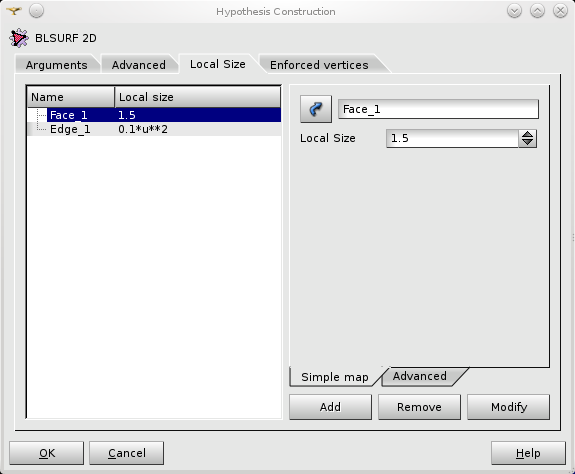 Hypothesis Construction
BLSURF 2D
Arguments Advanced Local Size Enforced vertices
Name Local size
Face_1 1.5
Edge_1 0.1*u**2
Face_1
Local Size 1.5
Simple map Advanced
Add Remove Modify
OK Cancel Help